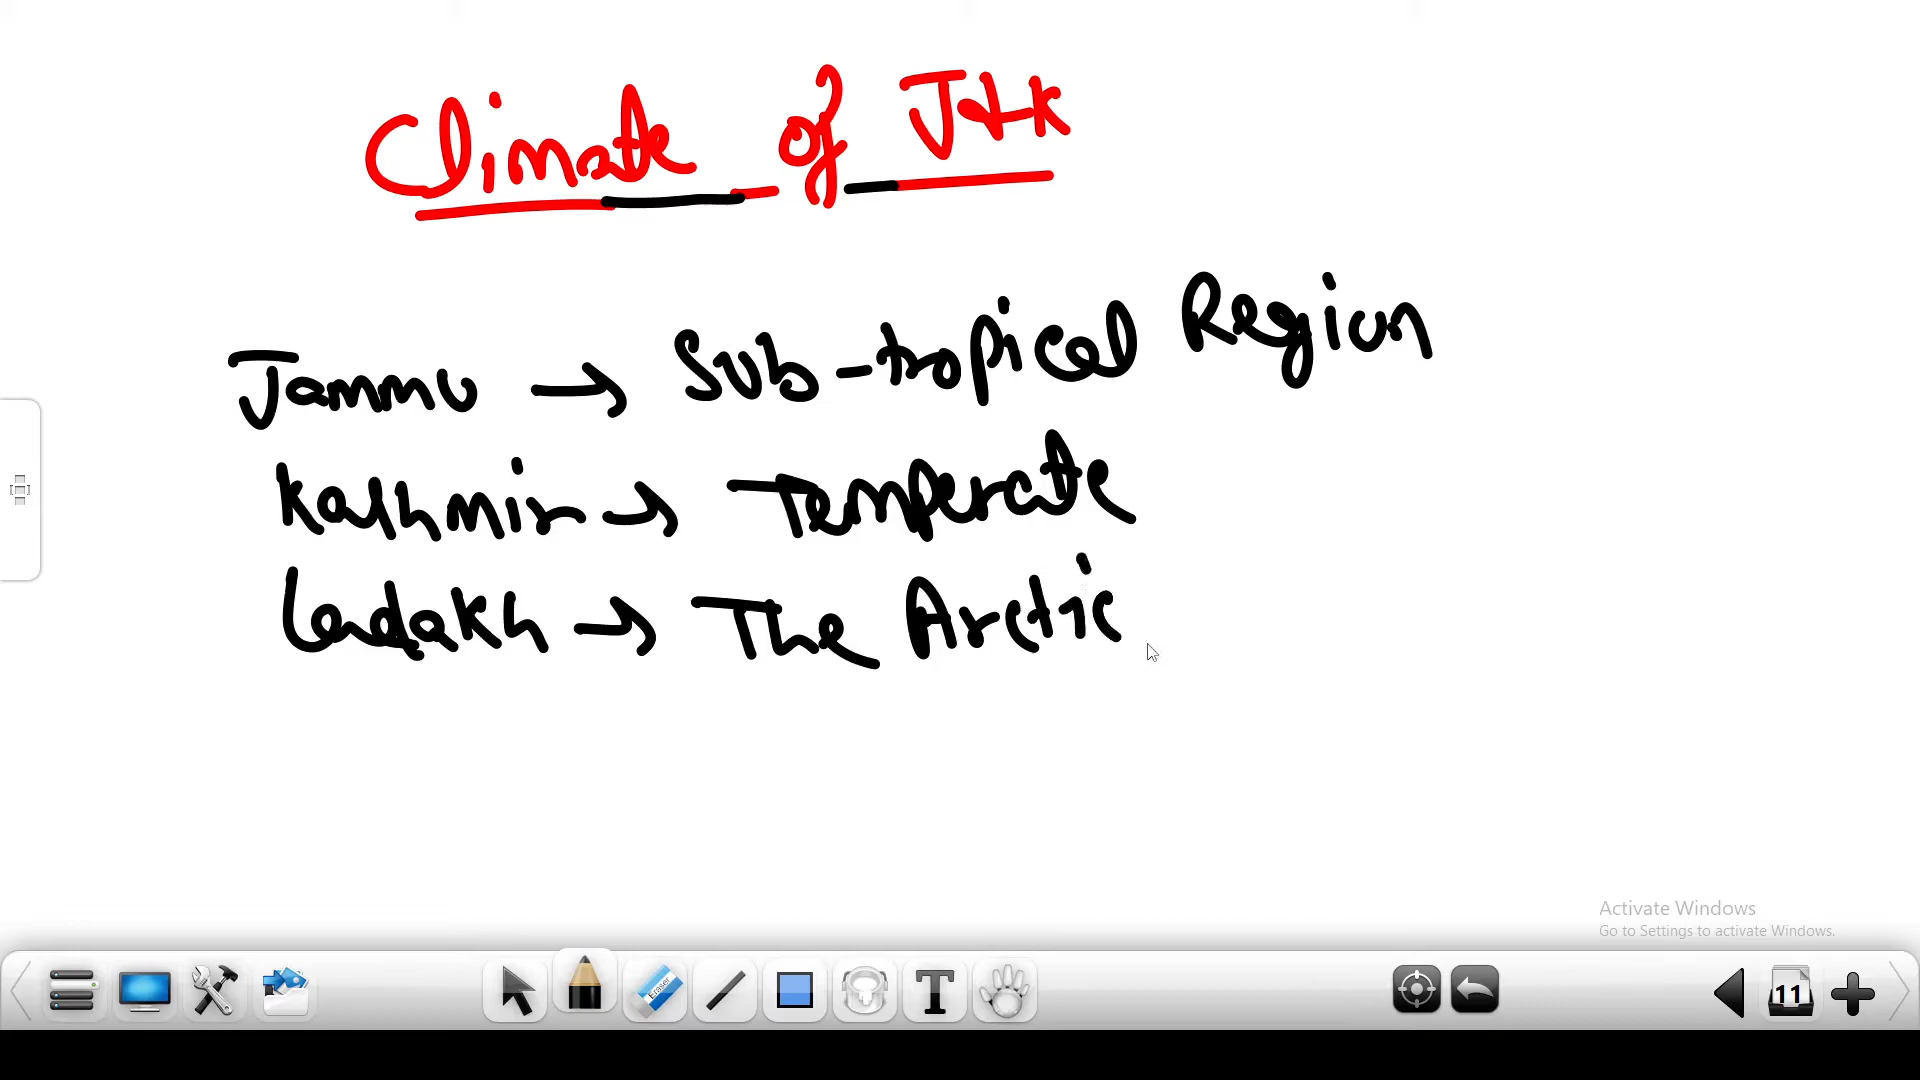 Climate of J&K
Jammu → Sub-tropical Region
Kashmir → Temperate
Ladakh → The Arctic
Activate Windows
Go to Settings to activate Windows.
Eraser
T
11